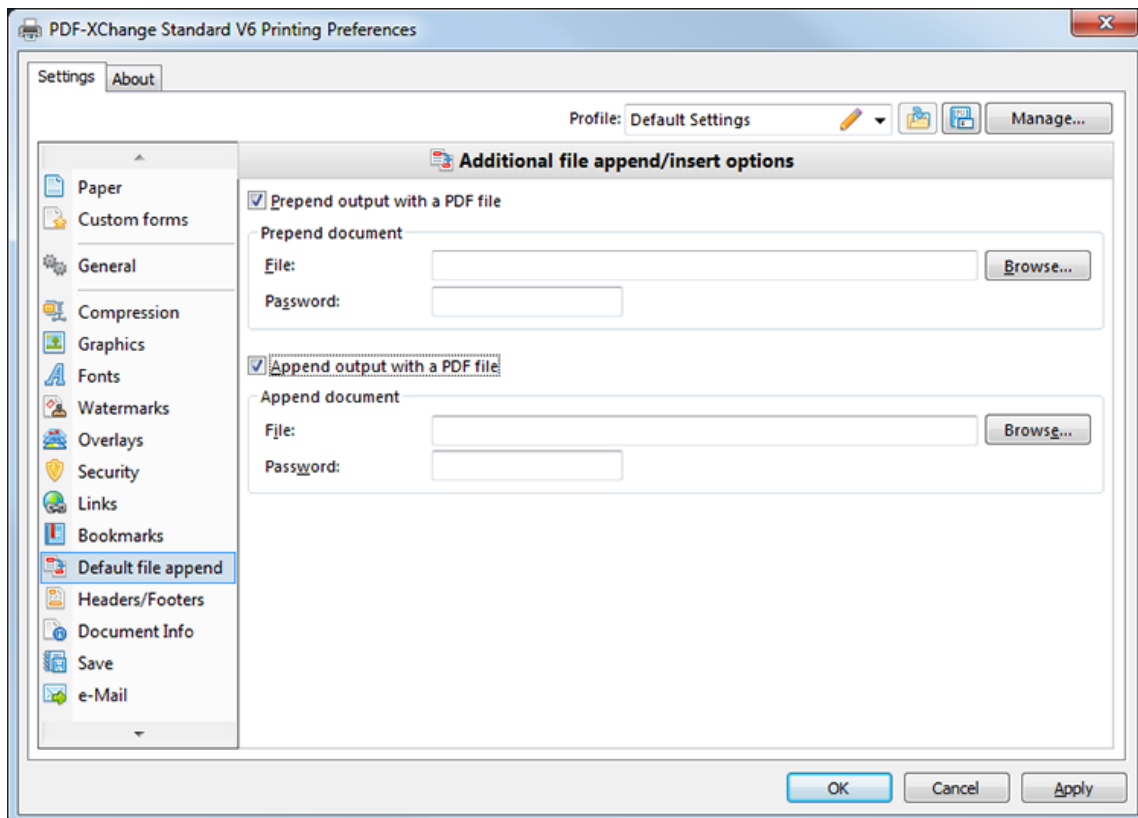 PDF-XChange Standard V6 Printing Preferences
Settings
About
Profile: Default Settings
Manage...
Additional file append/insert options
Paper
Custom forms
General
Compression
Graphics
Fonts
Watermarks
Overlays
Security
Links
Bookmarks
Default file append
Headers/Footers
Document Info
Save
e-Mail
Prepend output with a PDF file
Prepend document
File:
Browse...
Password:
Append output with a PDF file
Append document
File:
Browse...
Password:
OK
Cancel
Apply